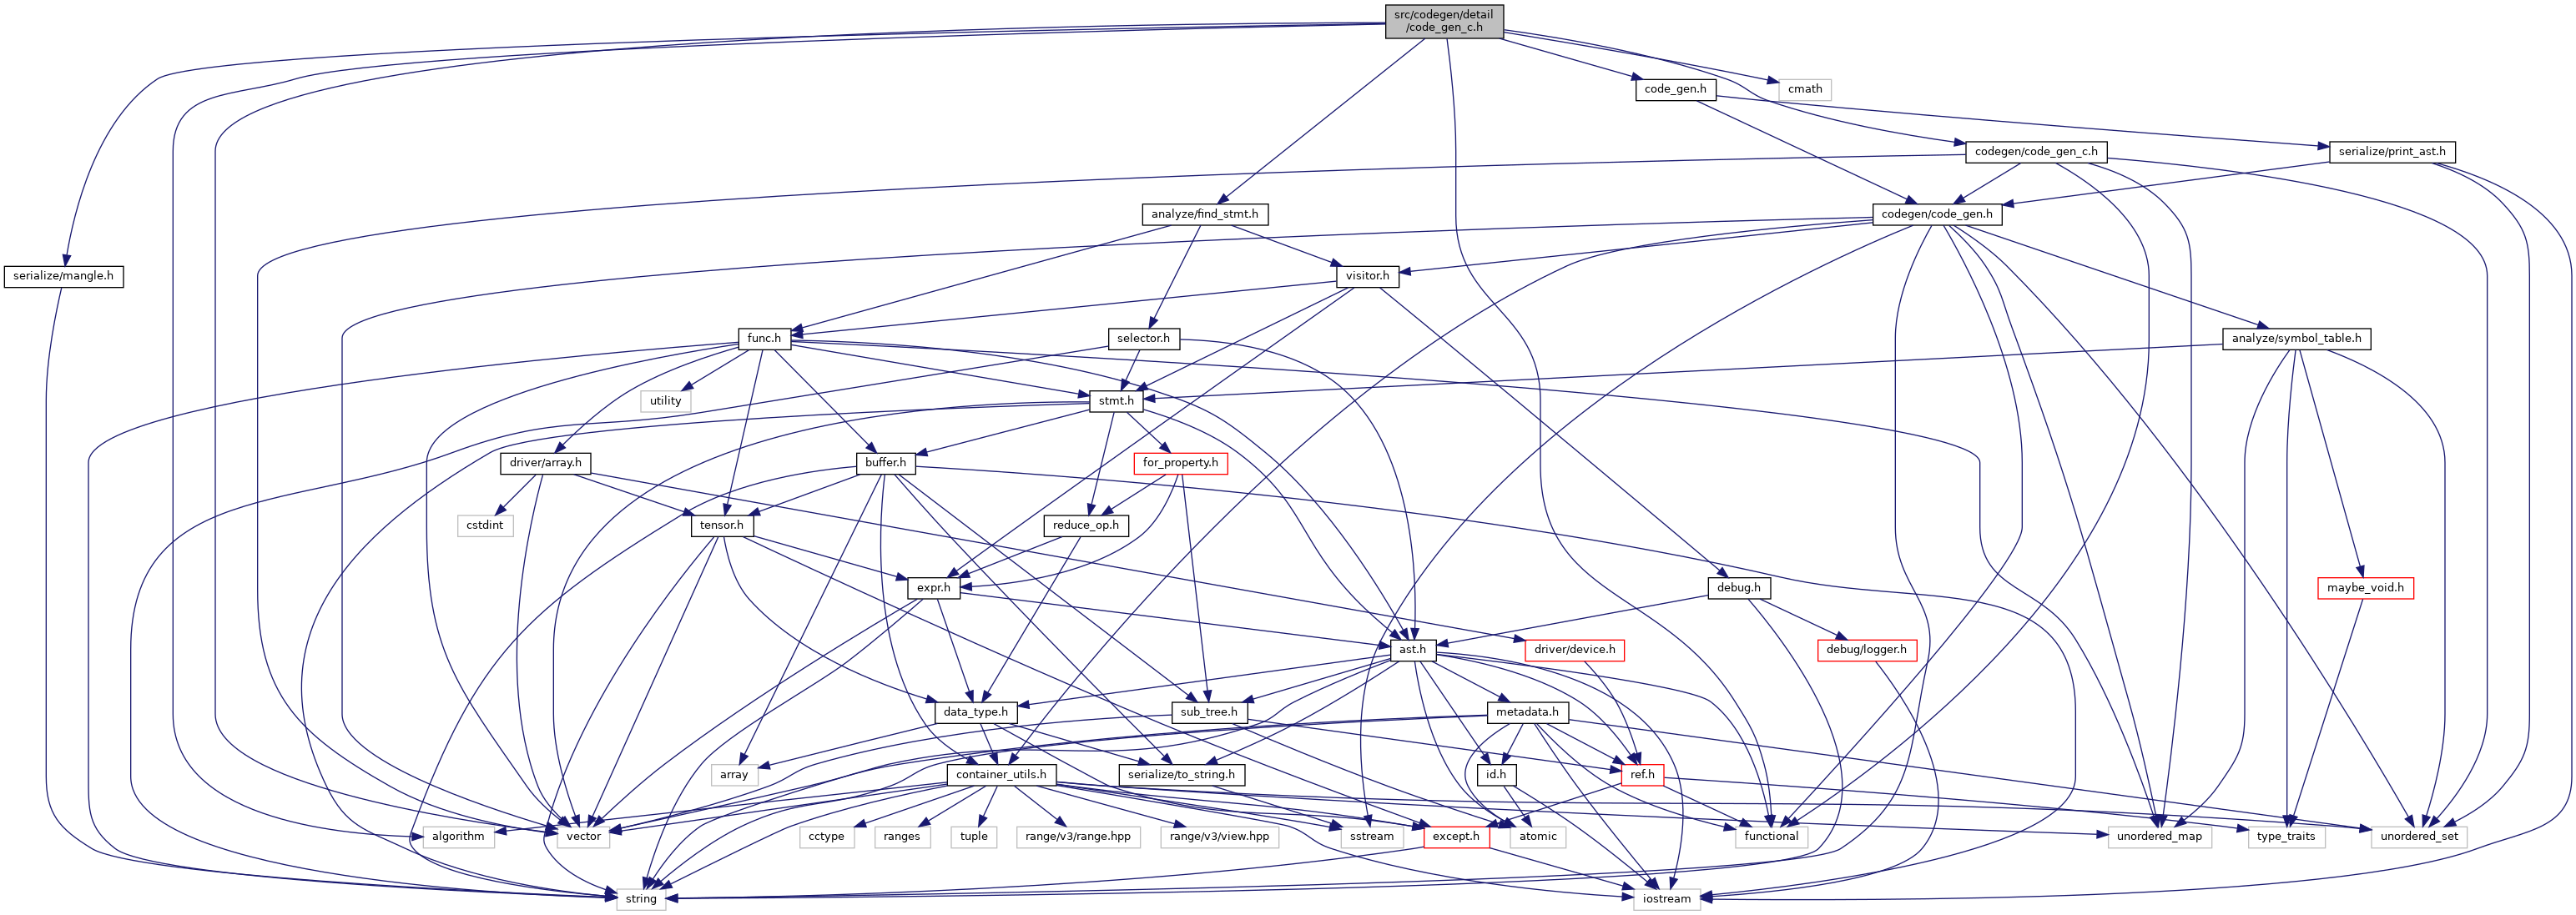 src/codegen/detail
/code_gen_c.h
code_gen.h
cmath
codegen/code_gen_c.h
serialize/print_ast.h
analyze/find_stmt.h
codegen/code_gen.h
serialize/mangle.h
visitor.h
func.h
selector.h
analyze/symbol_table.h
utility
stmt.h
driver/array.h
buffer.h
for_property.h
cstdint
tensor.h
reduce_op.h
expr.h
debug.h
maybe_void.h
ast.h
driver/device.h
debug/logger.h
data_type.h
sub_tree.h
metadata.h
array
container_utils.h
serialize/to_string.h
id.h
ref.h
algorithm
vector
cctype
ranges
tuple
range/v3/range.hpp
range/v3/view.hpp
sstream
except.h
atomic
functional
unordered_map
type_traits
unordered_set
string
iostream